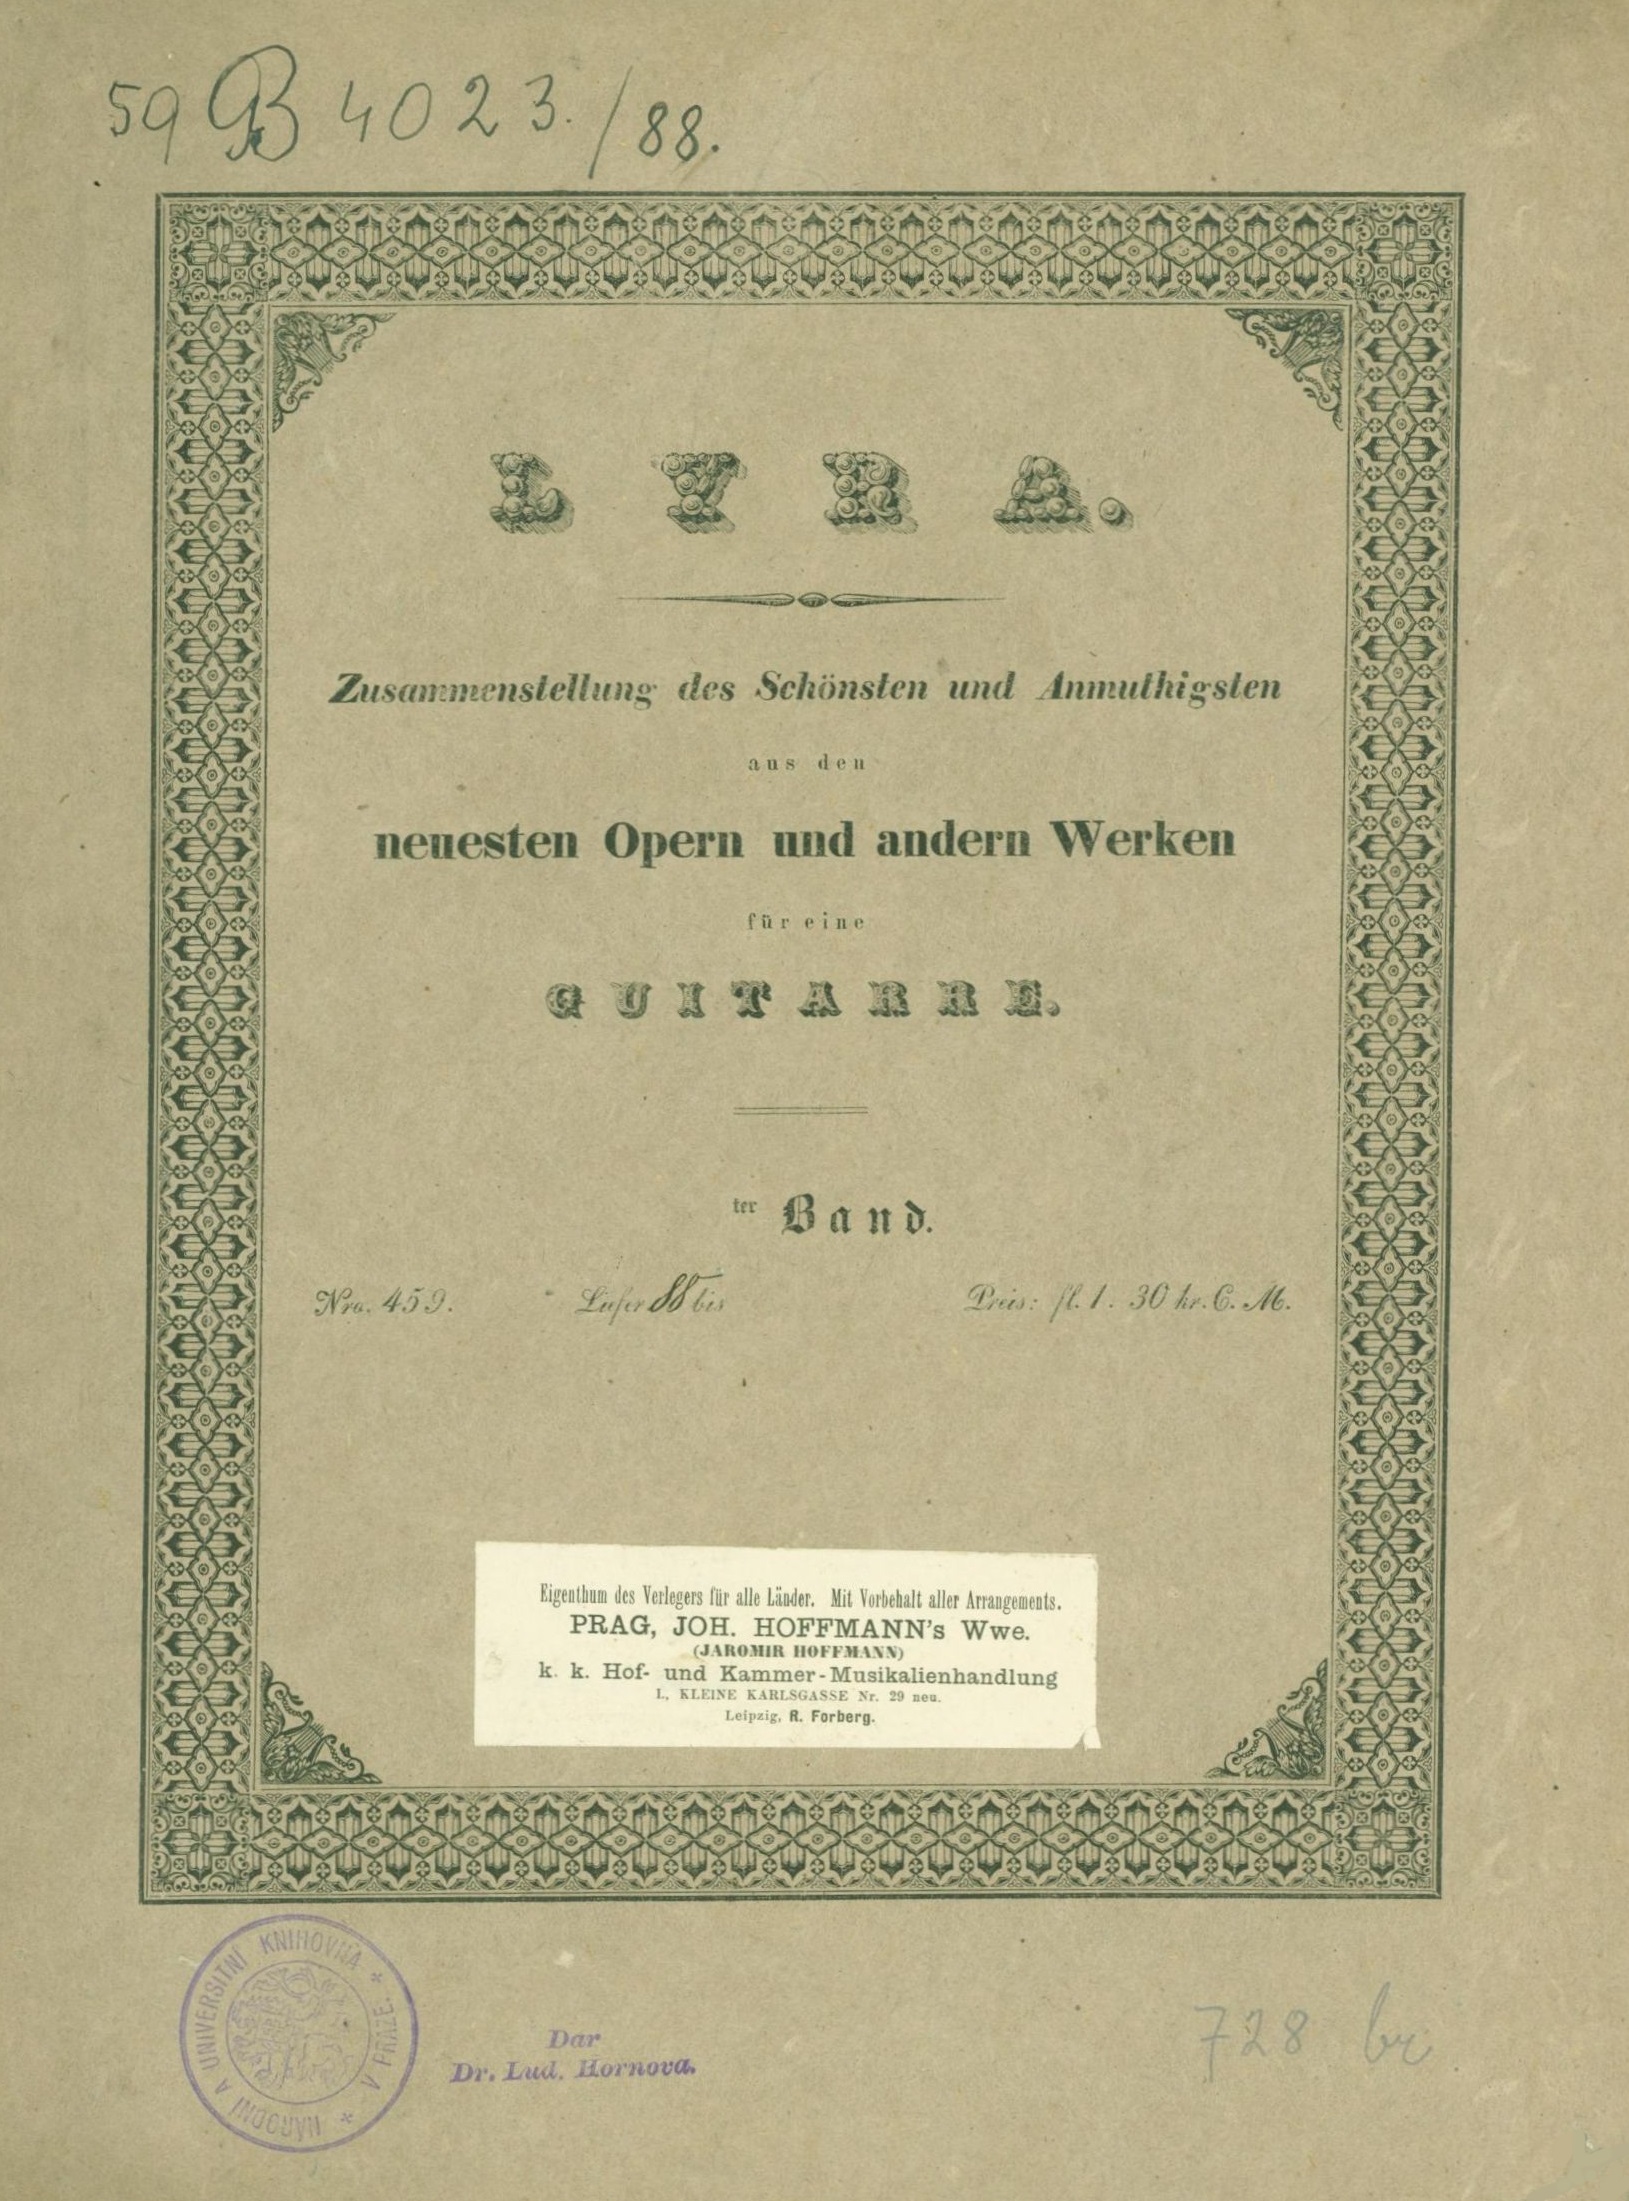 59 B 4023./88.
LYRA.
Zusammenstellung des Schönsten und Anmuthigsten
aus den
neuesten Opern und andern Werken
für eine
GUITARRE.
ter Band.
Nro. 459. Liefer 88 bis Preis: fl. 1. 30 kr. C. M.
Eigenthum des Verlegers für alle Länder. Mit Vorbehalt aller Arrangements.
PRAG, JOH. HOFFMANN's Wwe.
(JAROMIR HOFFMANN)
k. k. Hof- und Kammer-Musikalienhandlung
I., KLEINE KARLSGASSE Nr. 29 neu.
Leipzig, R. Forberg.
NÁRODNÍ A UNIVERSITNÍ KNIHOVNA V PRAZE.
Dar
Dr. Lud. Hornova.
728 br